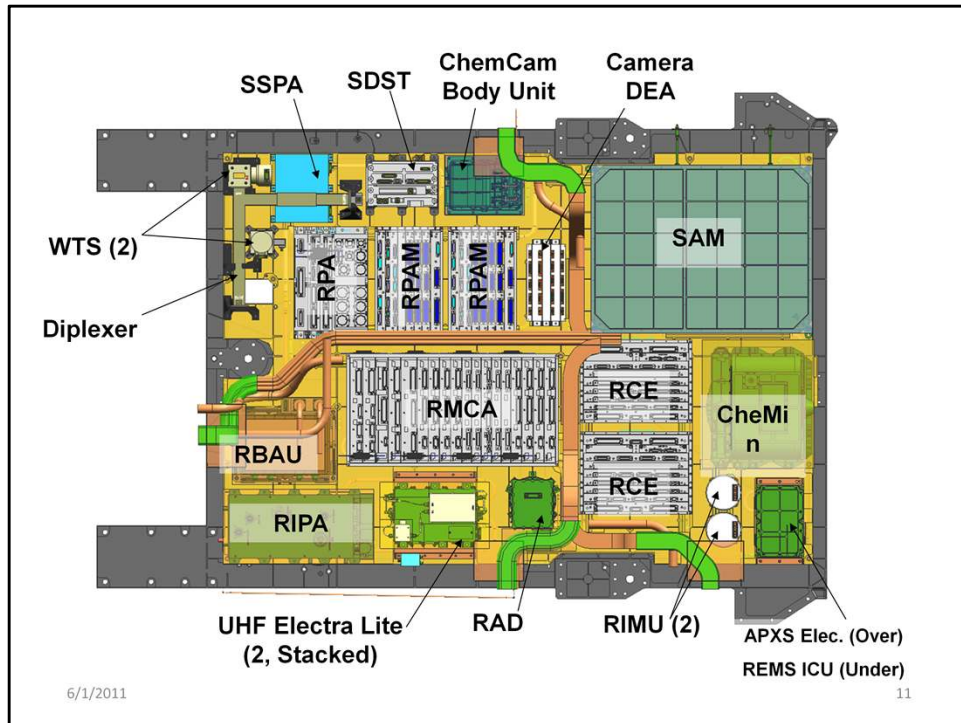 SSPA
SDST
ChemCam
Body Unit
Camera
DEA
WTS (2)
SAM
RPA
RPAM
RPAM
Diplexer
RMCA
RCE
CheMi
n
RBAU
RCE
RIPA
UHF Electra Lite
(2, Stacked)
RAD
RIMU (2)
APXS Elec. (Over)
REMS ICU (Under)
6/1/2011
11